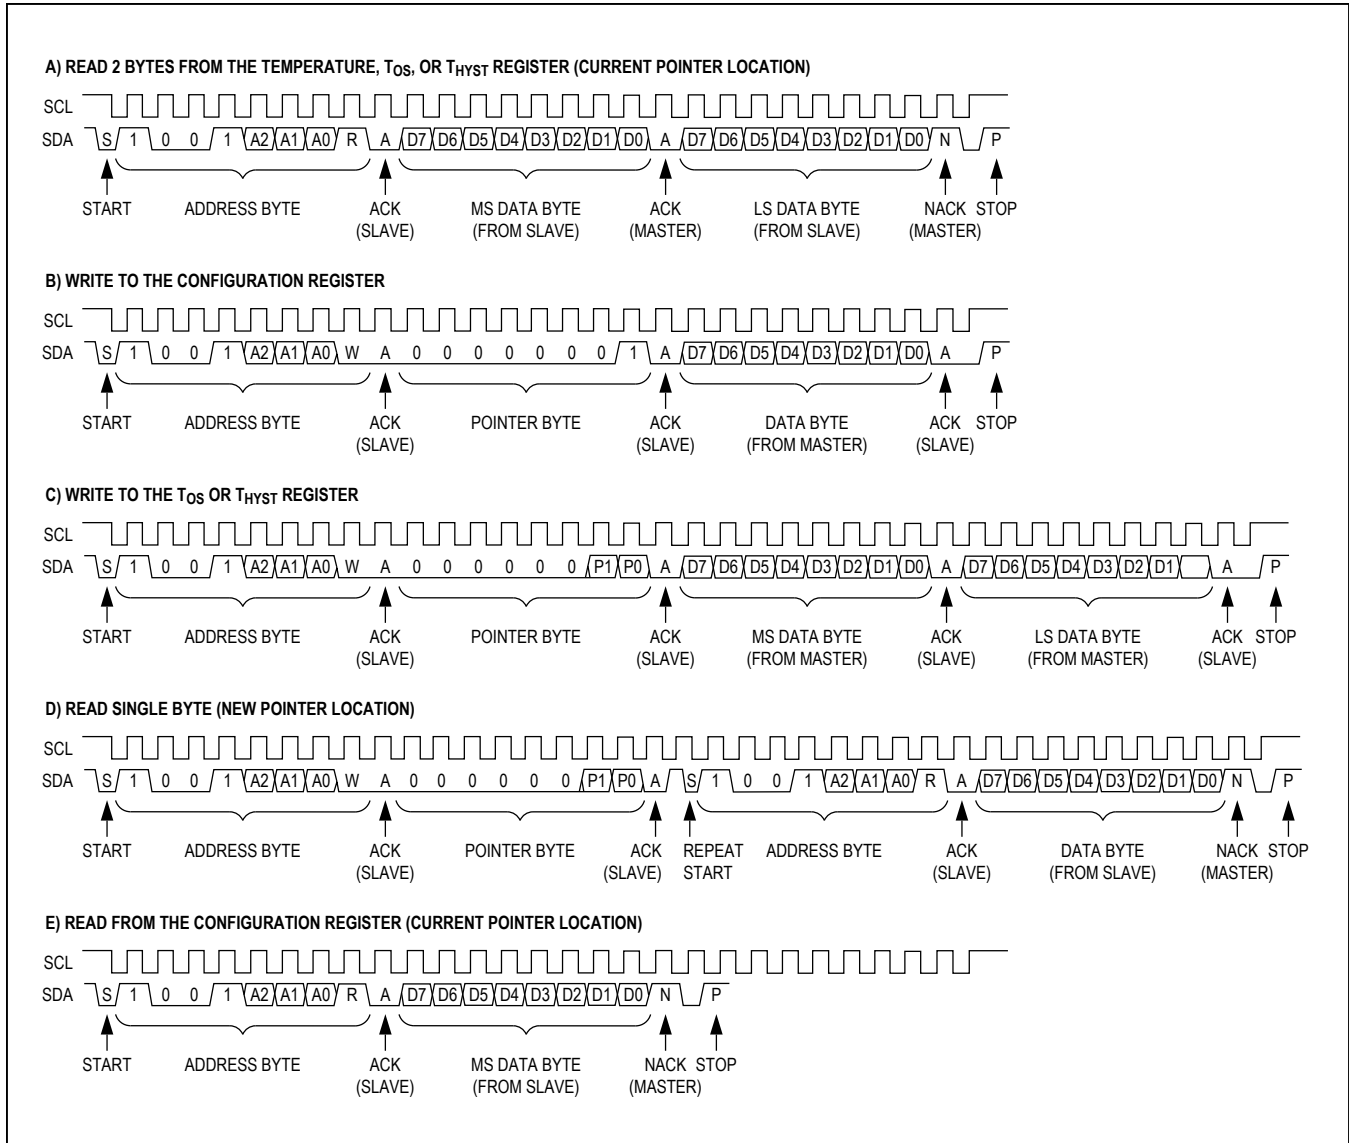 A) READ 2 BYTES FROM THE TEMPERATURE, TOS, OR THYST REGISTER (CURRENT POINTER LOCATION)
SCL
SDA S 1 0 0 1 A2 A1 A0 R A D7 D6 D5 D4 D3 D2 D1 D0 A D7 D6 D5 D4 D3 D2 D1 D0 N P
START ADDRESS BYTE ACK MS DATA BYTE ACK LS DATA BYTE NACK STOP
(SLAVE) (FROM SLAVE) (MASTER) (FROM SLAVE) (MASTER)
B) WRITE TO THE CONFIGURATION REGISTER
SCL
SDA S 1 0 0 1 A2 A1 A0 W A 0 0 0 0 0 0 0 1 A D7 D6 D5 D4 D3 D2 D1 D0 A P
START ADDRESS BYTE ACK POINTER BYTE ACK DATA BYTE ACK STOP
(SLAVE) (SLAVE) (FROM MASTER) (SLAVE)
C) WRITE TO THE TOS OR THYST REGISTER
SCL
SDA S 1 0 0 1 A2 A1 A0 W A 0 0 0 0 0 0 P1 P0 A D7 D6 D5 D4 D3 D2 D1 D0 A D7 D6 D5 D4 D3 D2 D1 A P
START ADDRESS BYTE ACK POINTER BYTE ACK MS DATA BYTE ACK LS DATA BYTE ACK STOP
(SLAVE) (SLAVE) (FROM MASTER) (SLAVE) (FROM MASTER) (SLAVE)
D) READ SINGLE BYTE (NEW POINTER LOCATION)
SCL
SDA S 1 0 0 1 A2 A1 A0 W A 0 0 0 0 0 0 P1 P0 A S 1 0 0 1 A2 A1 A0 R A D7 D6 D5 D4 D3 D2 D1 D0 N P
START ADDRESS BYTE ACK POINTER BYTE ACK REPEAT ADDRESS BYTE ACK DATA BYTE NACK STOP
(SLAVE) (SLAVE) START (SLAVE) (FROM SLAVE) (MASTER)
E) READ FROM THE CONFIGURATION REGISTER (CURRENT POINTER LOCATION)
SCL
SDA S 1 0 0 1 A2 A1 A0 R A D7 D6 D5 D4 D3 D2 D1 D0 N P
START ADDRESS BYTE ACK MS DATA BYTE NACK STOP
(SLAVE) (FROM SLAVE) (MASTER)